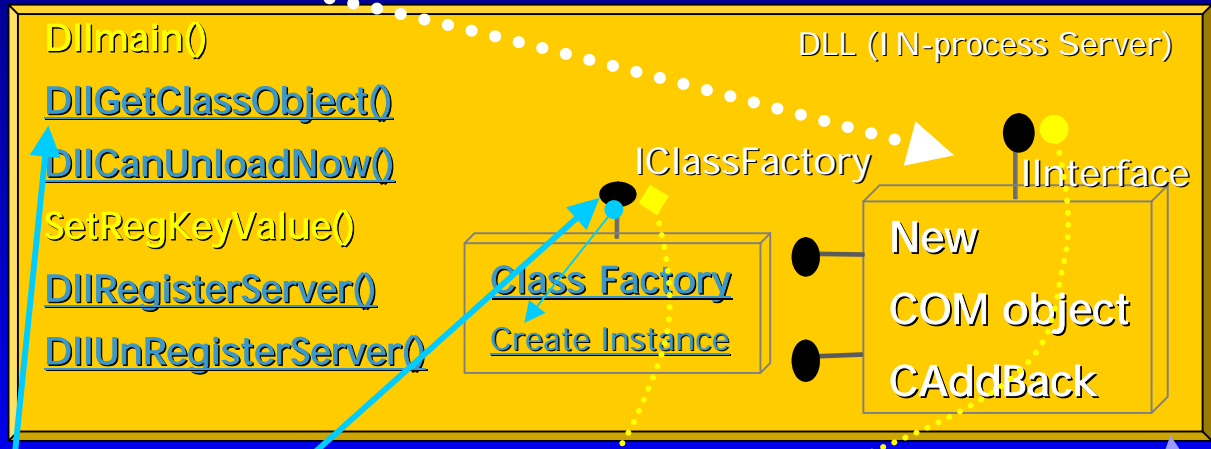 Dllmain()
DllGetClassObject()
DllCanUnloadNow()
SetRegKeyValue()
DllRegisterServer()
DllUnRegisterServer()
DLL (IN-process Server)
IClassFactory
Class Factory
Create Instance
IInterface
New
COM object
CAddBack